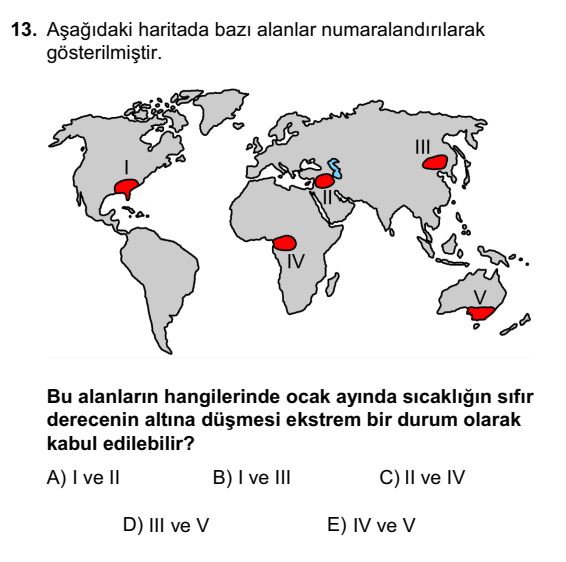 13. Aşağıdaki haritada bazı alanlar numaralandırılarak
gösterilmiştir.
I
III
II
IV
V
Bu alanların hangilerinde ocak ayında sıcaklığın sıfır
derecenin altına düşmesi ekstrem bir durum olarak
kabul edilebilir?
A) I ve II B) I ve III C) II ve IV
D) III ve V E) IV ve V